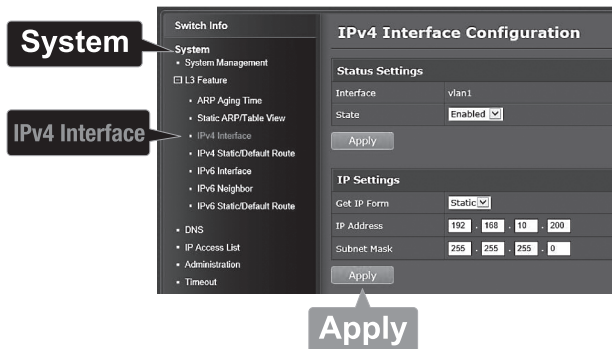 Switch Info
System
System
System Management
L3 Feature
ARP Aging Time
Static ARP/Table View
IPv4 Interface
IPv4 Interface
IPv4 Static/Default Route
IPv6 Interface
IPv6 Neighbor
IPv6 Static/Default Route
DNS
IP Access List
Administration
Timeout
IPv4 Interface Configuration
Status Settings
Interface vlan1
State Enabled
Apply
IP Settings
Get IP Form Static
IP Address 192 . 168 . 10 . 200
Subnet Mask 255 . 255 . 255 . 0
Apply
Apply